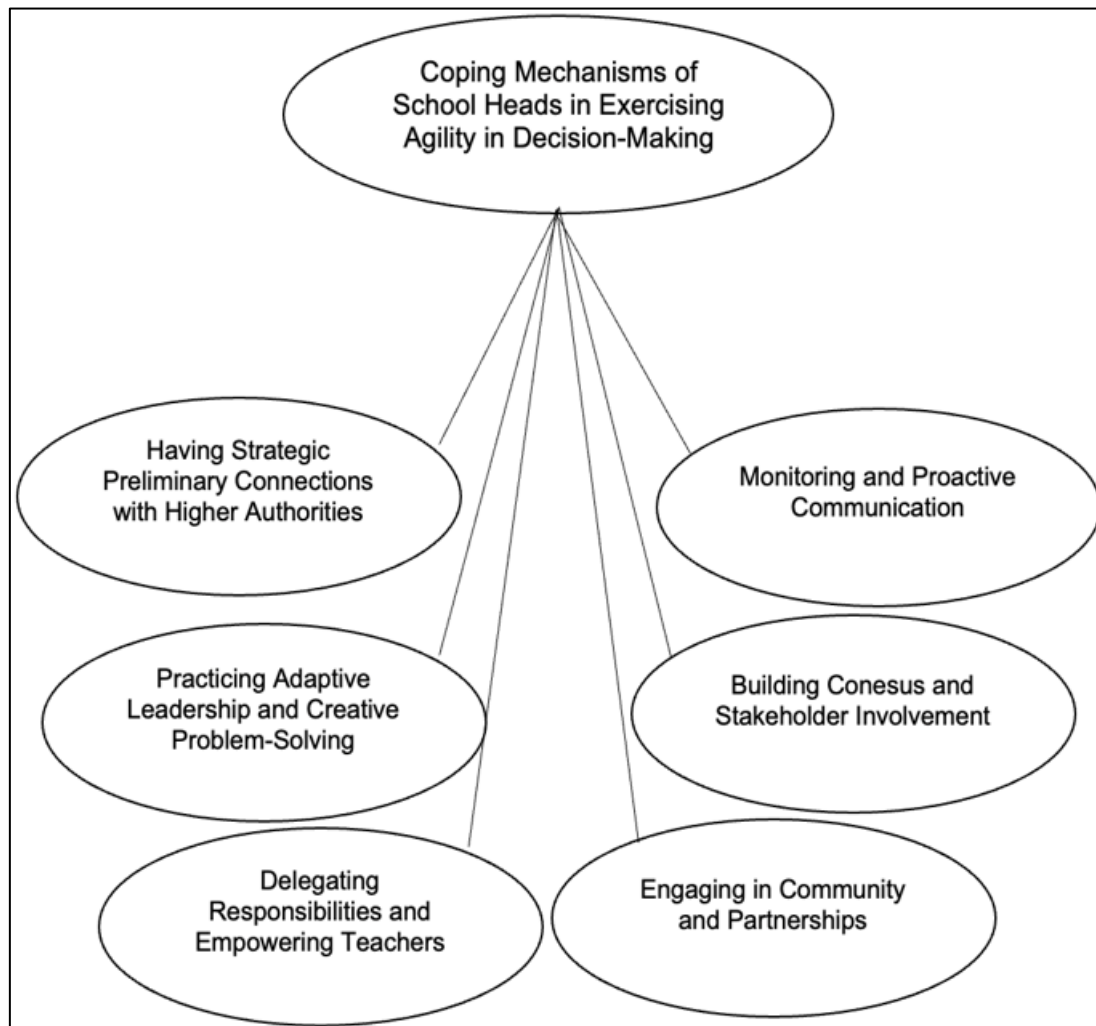 Coping Mechanisms of
School Heads in Exercising
Agility in Decision-Making
Having Strategic
Preliminary Connections
with Higher Authorities
Monitoring and Proactive
Communication
Practicing Adaptive
Leadership and Creative
Problem-Solving
Building Conesus and
Stakeholder Involvement
Delegating
Responsibilities and
Empowering Teachers
Engaging in Community
and Partnerships